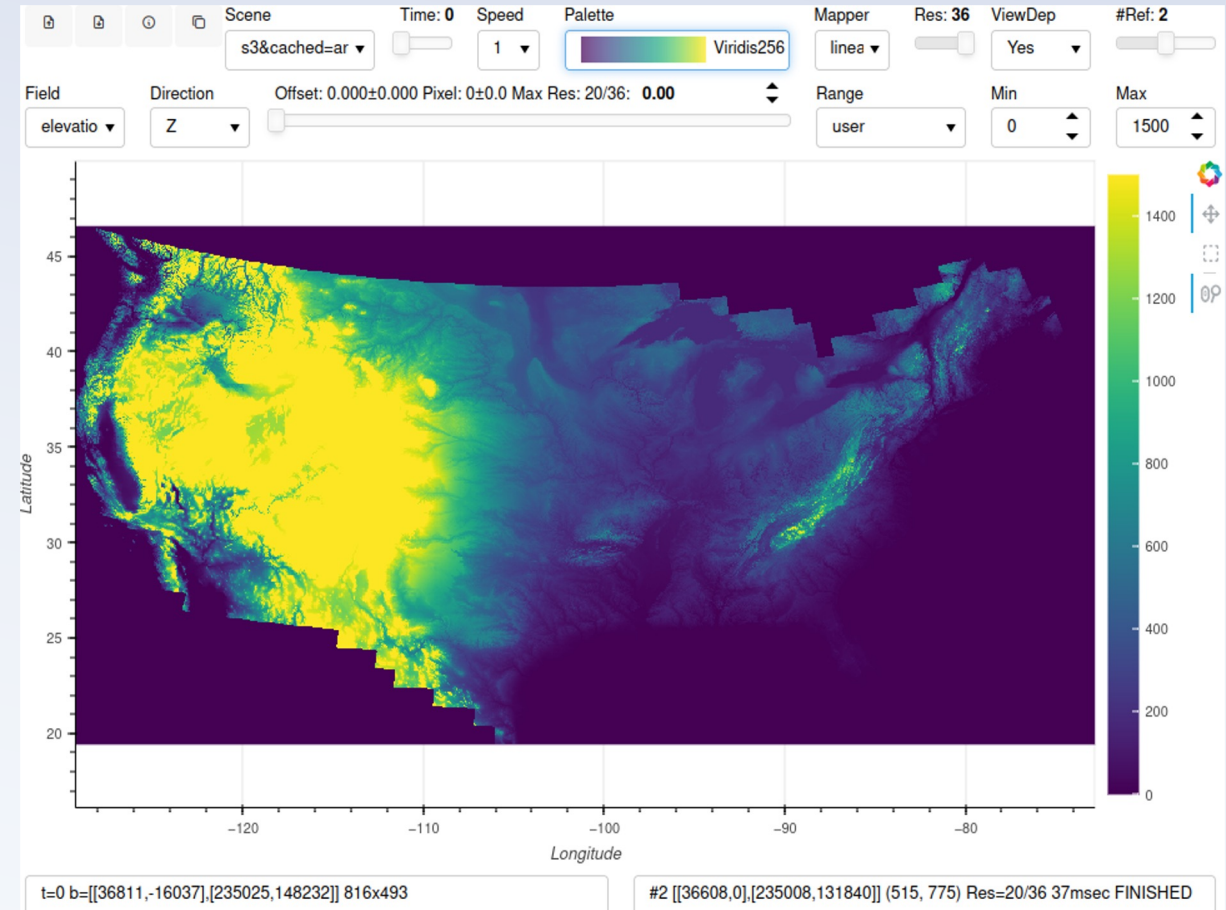 Scene Time: 0 Speed Palette Mapper Res: 36 ViewDep #Ref: 2
s3&cached=ar 1 Viridis256 linea Yes
Field Direction Offset: 0.000±0.000 Pixel: 0±0.0 Max Res: 20/36: 0.00 Range Min Max
elevatio Z user 0 1500
1400
1200
1000
800
600
400
200
0
45
40
35
30
25
20
Latitude
−120 −110 −100 −90 −80
Longitude
t=0 b=[[36811,-16037],[235025,148232]] 816x493
#2 [[36608,0],[235008,131840]] (515, 775) Res=20/36 37msec FINISHED